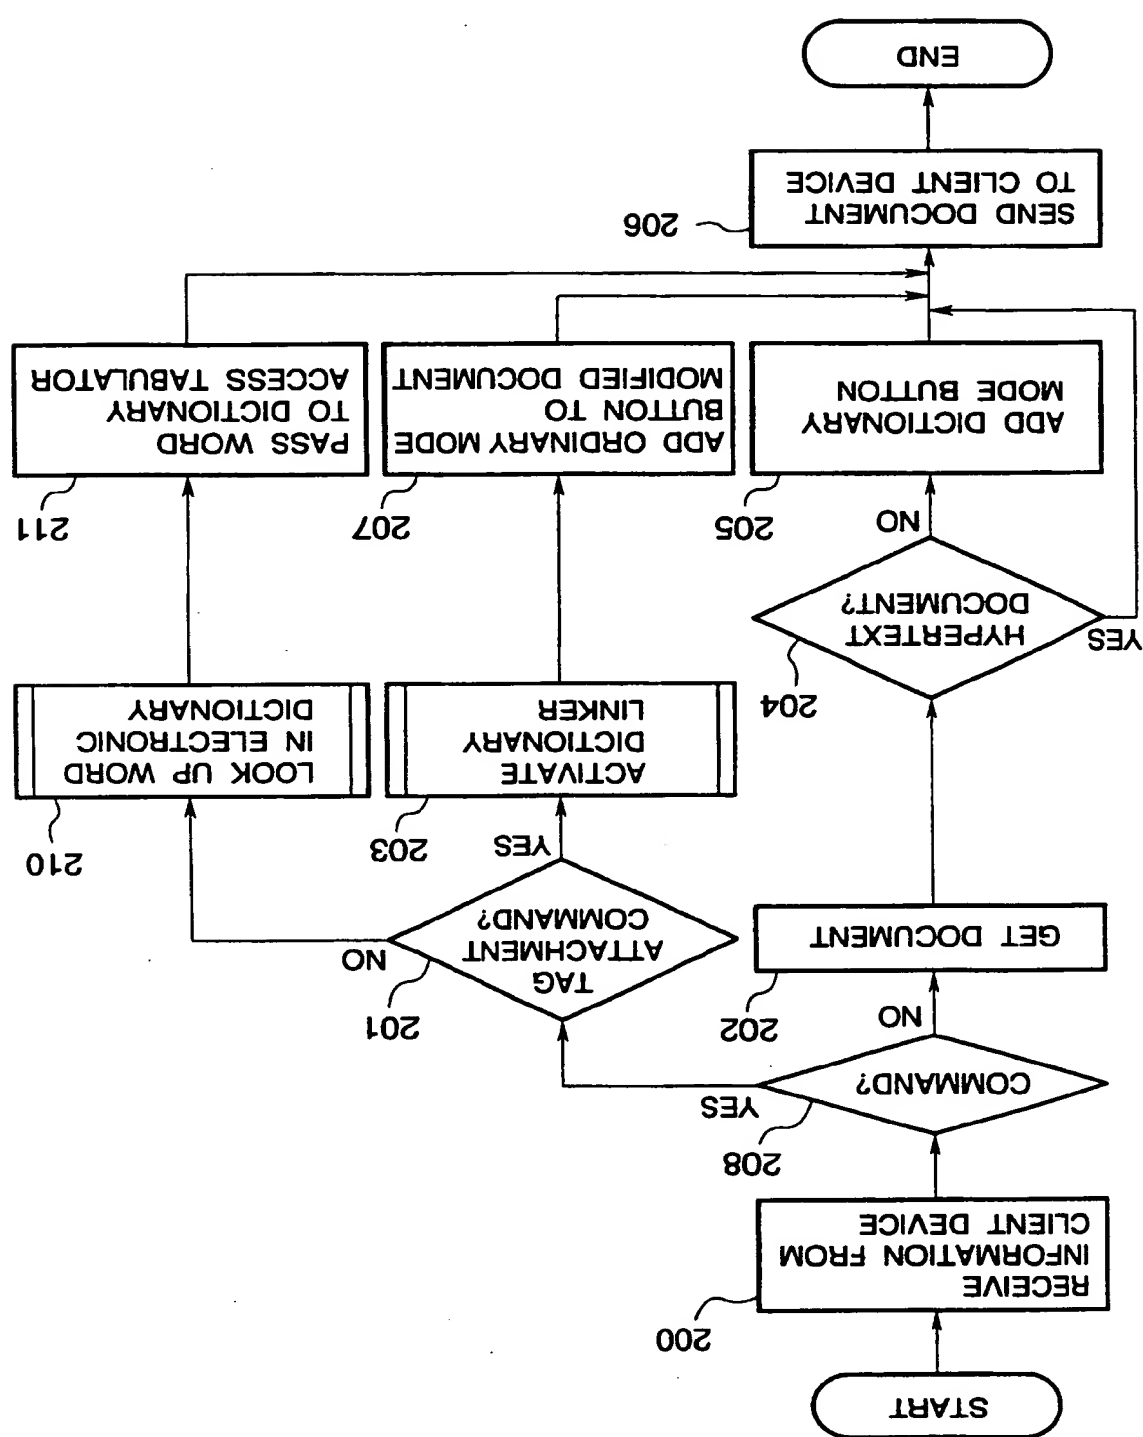 START
200
RECEIVE
INFORMATION FROM
CLIENT DEVICE
208
COMMAND?
YES
NO
202
GET DOCUMENT
201
TAG
ATTACHMENT
COMMAND?
NO
YES
204
HYPERTEXT
DOCUMENT?
YES
NO
203
ACTIVATE
DICTIONARY
LINKER
210
LOOK UP WORD
IN ELECTRONIC
DICTIONARY
205
ADD DICTIONARY
MODE BUTTON
207
ADD ORDINARY MODE
BUTTON TO
MODIFIED DOCUMENT
211
PASS WORD
TO DICTIONARY
ACCESS TABULATOR
206
SEND DOCUMENT
TO CLIENT DEVICE
END